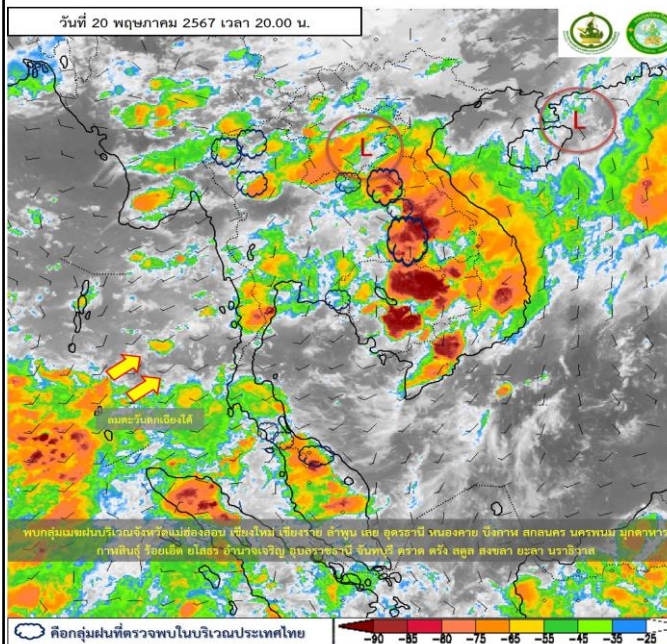 วันที่ 20 พฤษภาคม 2567 เวลา 20.00 น.
L
L
ลมตะวันตกเฉียงใต้
พบกลุ่มเมฆฝนบริเวณจังหวัดแม่ฮ่องสอน เชียงใหม่ เชียงราย ลำพูน เลย อุดรธานี หนองคาย บึงกาฬ สกลนคร นครพนม มุกดาหาร
กาฬสินธุ์ ร้อยเอ็ด ยโสธร อำนาจเจริญ อุบลราชธานี จันทบุรี ตราด ตรัง สตูล สงขลา ยะลา นราธิวาส
คือกลุ่มฝนที่ตรวจพบในบริเวณประเทศไทย
-90 -85 -80 -75 -65 -55 -45 -35 -25